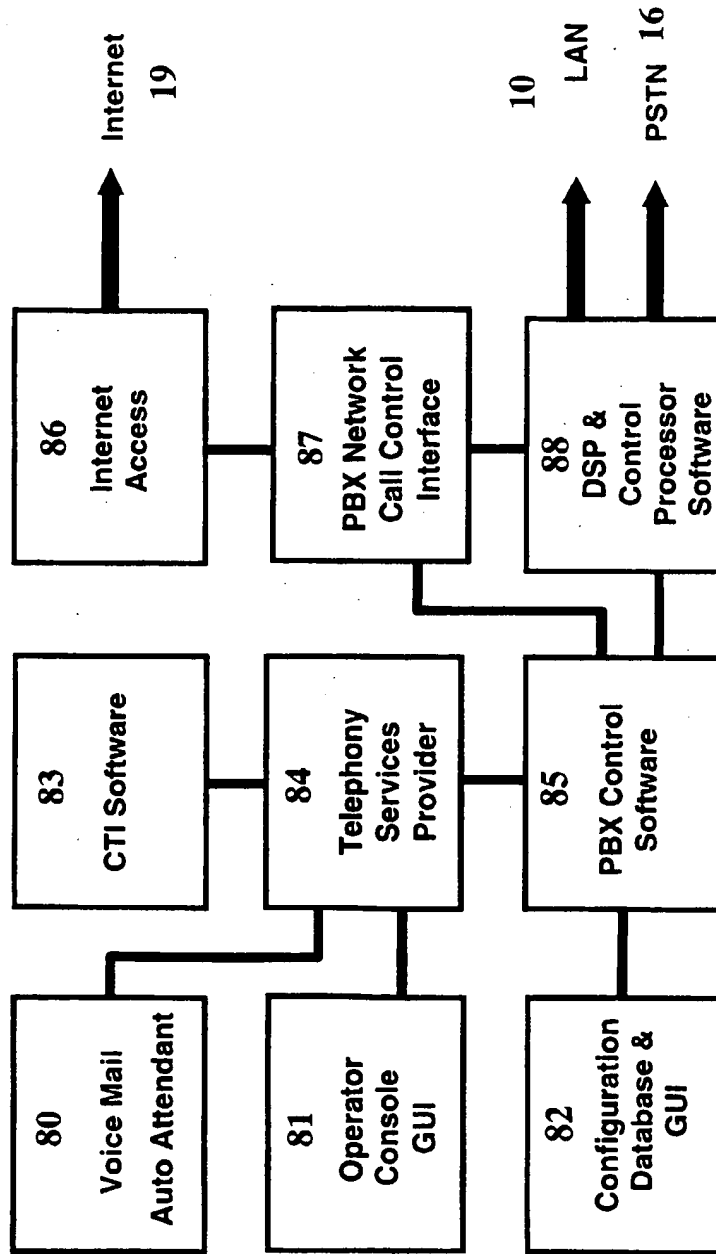 80
Voice Mail
Auto Attendant
81
Operator
Console
GUI
82
Configuration
Database &
GUI
83
CTI Software
84
Telephony
Services
Provider
85
PBX Control
Software
86
Internet
Access
87
PBX Network
Call Control
Interface
88
DSP &
Control
Processor
Software
Internet
19
10
LAN
PSTN 16